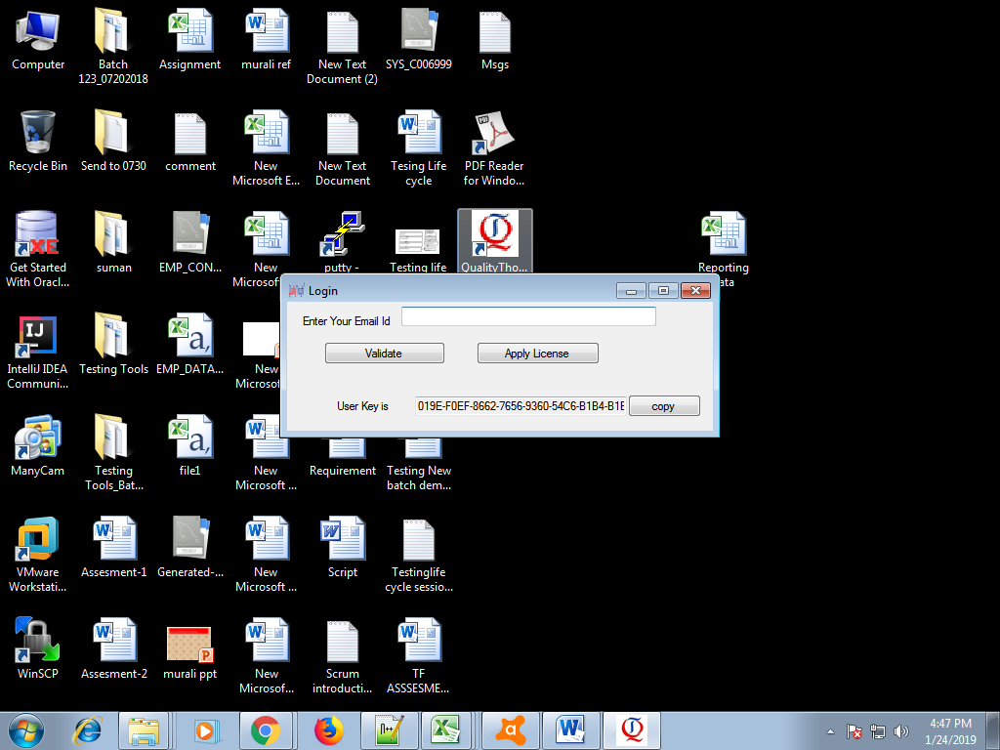 Computer
Batch
123_07202018
Assignment
murali ref
New Text
Document (2)
SYS_C006999
Msgs
Recycle Bin
Send to 0730
comment
New
Microsoft E...
New Text
Document
Tesing Life
cycle
PDF Reader
for Windo...
Get Started
With Oracl...
suman
EMP_CON...
New
putty -
Testing life
QualityTho...
Reporting
Login
Enter Your Email Id
Validate
Apply License
User Key is
019E-F0EF-8662-7656-9360-54C6-B1B4-B1E
copy
IntelliJ IDEA
Communi...
Testing Tools
EMP_DATA...
New
ManyCam
Testing
Tools_Bat...
file1
New
Microsoft ...
Requirement
Testing New
batch dem...
VMware
Workstati...
Assesment-1
Generated-...
New
Microsoft ...
Script
Testinglife
cycle sessio...
WinSCP
Assesment-2
murali ppt
New
Microsof...
Scrum
introducti...
TF
ASSSESME...
4:47 PM
1/24/2019